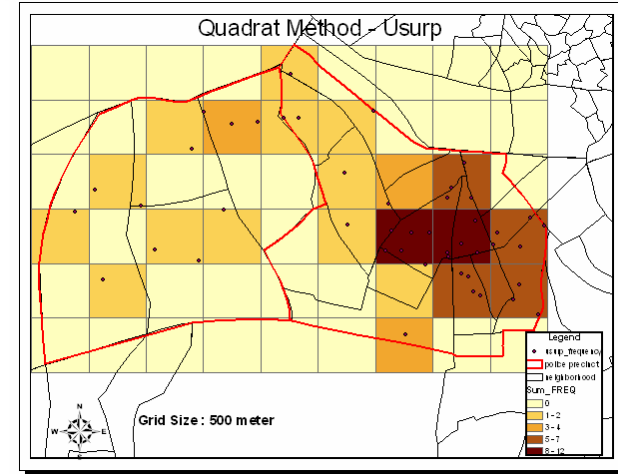 Quadrat Method - Usurp
Legend
usurp_frequency
police precinct
neighborhood
Sum_FREQ
0
1 - 2
3 - 4
5 - 7
8 - 12
N
W
E
S
Grid Size : 500 meter